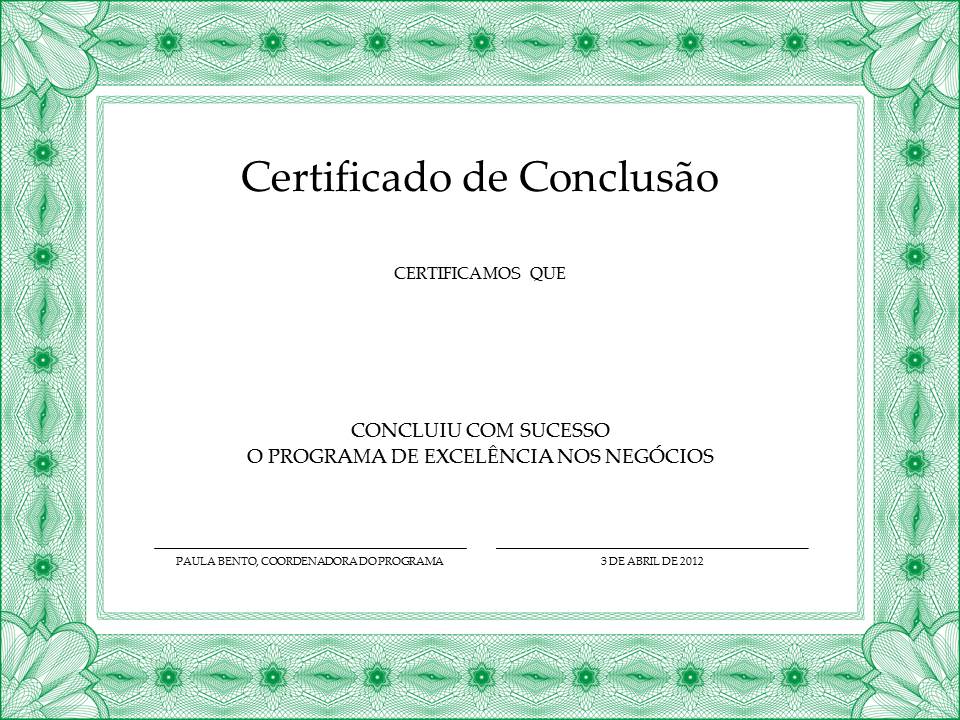 Certificado de Conclusão
CERTIFICAMOS QUE
CONCLUIU COM SUCESSO
O PROGRAMA DE EXCELÊNCIA NOS NEGÓCIOS
PAULA BENTO, COORDENADORA DO PROGRAMA
3 DE ABRIL DE 2012